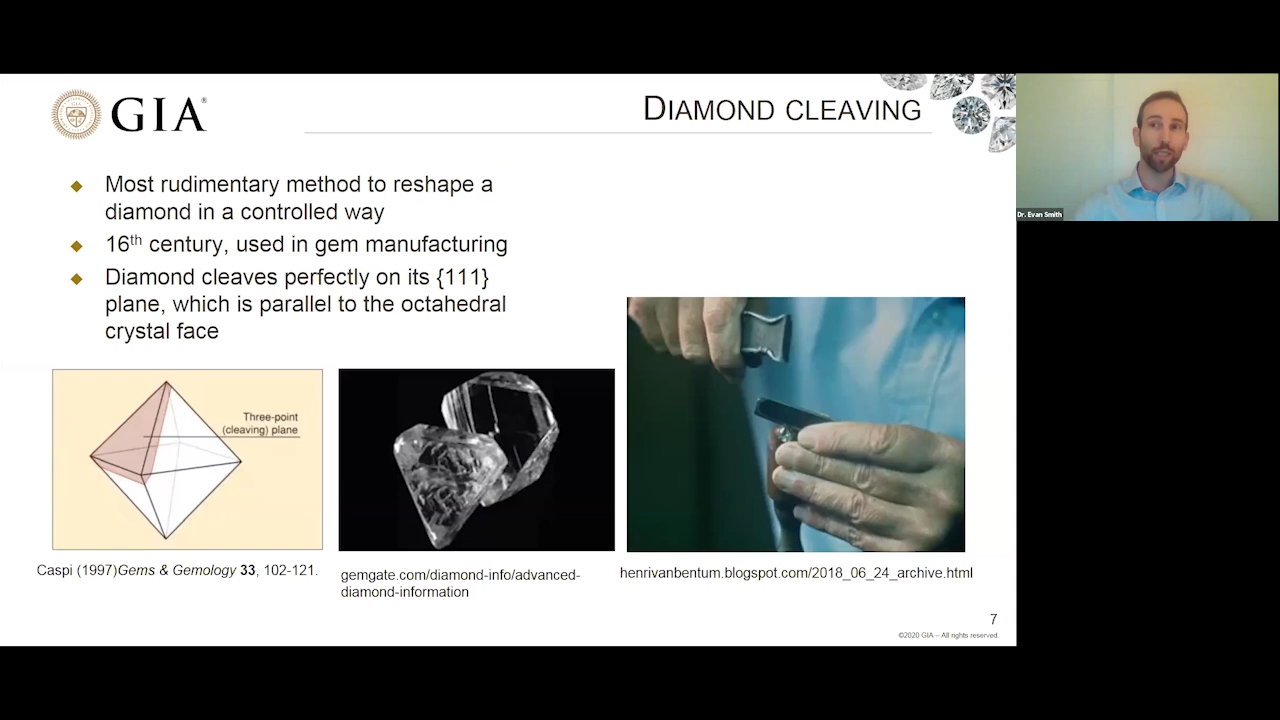 GIA®
DIAMOND CLEAVING
◆ Most rudimentary method to reshape a
diamond in a controlled way
◆ 16th century, used in gem manufacturing
◆ Diamond cleaves perfectly on its {111}
plane, which is parallel to the octahedral
crystal face
Three-point
(cleaving) plane
Caspi (1997)Gems & Gemology 33, 102-121.
gemgate.com/diamond-info/advanced-
diamond-information
henrivanbentum.blogspot.com/2018_06_24_archive.html
7
©2020 GIA – All rights reserved.
Dr. Evan Smith